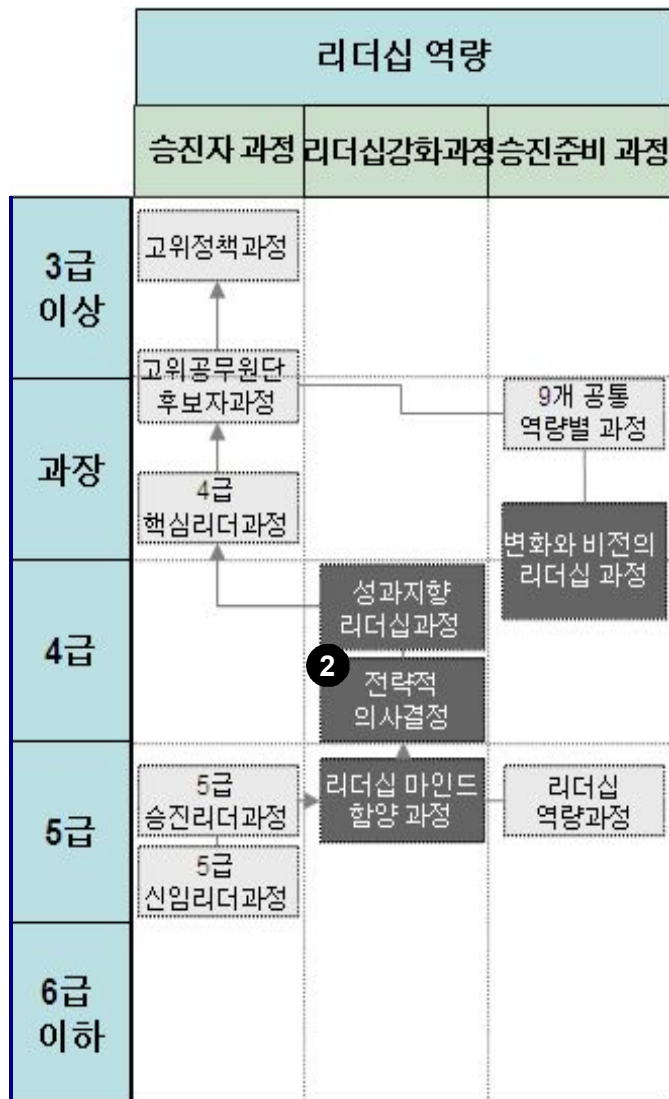 리더십 역량
승진자 과정
리더십강화과정
승진준비 과정
3급
이상
고위정책과정
고위공무원단
후보자과정
9개 공통
역량별 과정
과장
4급
핵심리더과정
변화와 비전의
리더십 과정
4급
성과지향
리더십과정
2
전략적
의사결정
5급
5급
승진리더과정
리더십 마인드
함양 과정
리더십
역량과정
5급
신임리더과정
6급
이하